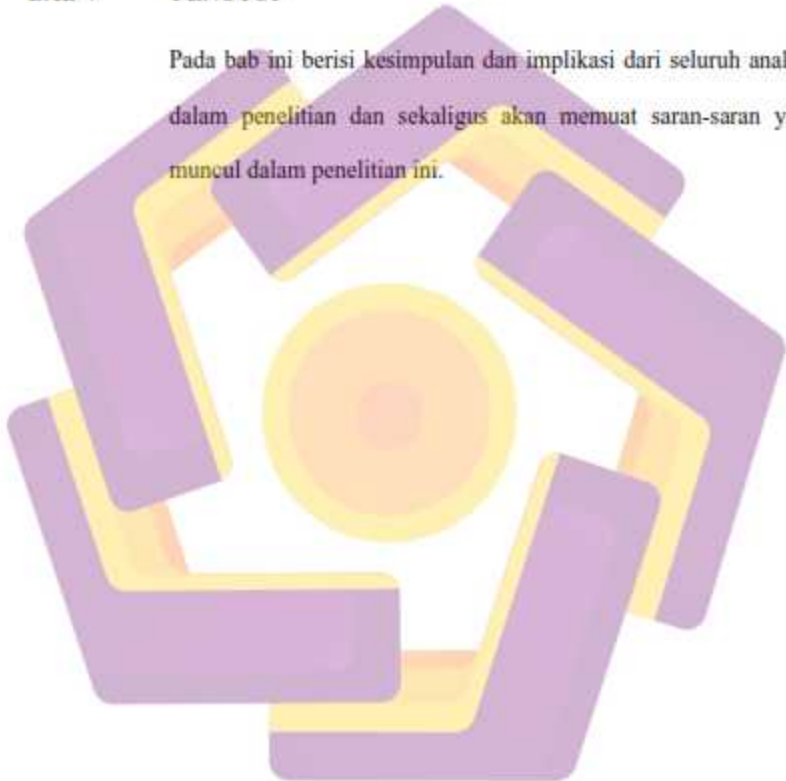 Pada bab ini berisi kesimpulan dan implikasi dari seluruh anal
dalam penelitian dan sekaligus akan memuat saran-saran y
muncul dalam penelitian ini.